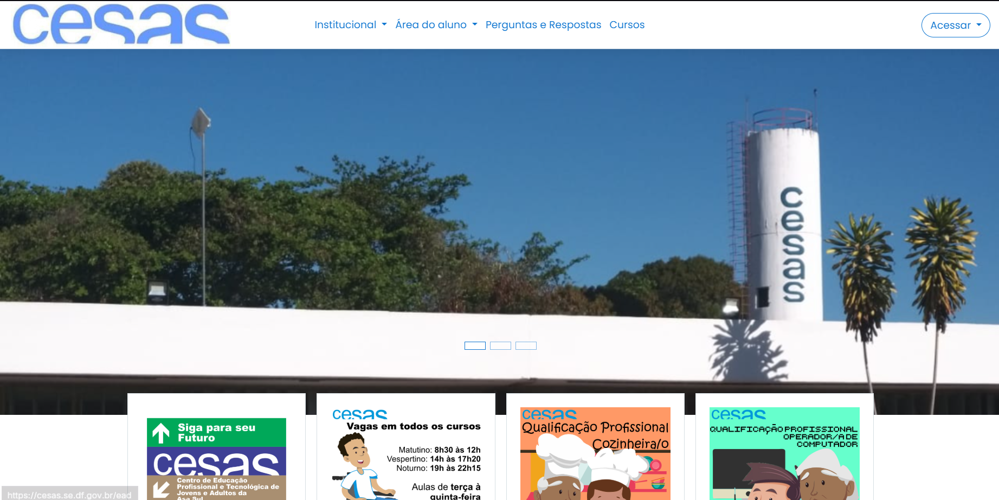 cesas
Institucional
Área do aluno
Perguntas e Respostas
Cursos
Acessar
cesas
Siga para seu
Futuro
cesas
Centro de Educação
Profissional e Tecnológica de
Jovens e Adultos da
Asa Sul
cesas
Vagas em todos os cursos
Matutino: 8h30 às 12h
Vespertino: 14h às 17h20
Noturno: 19h às 22h15
Aulas de terça à
quinta-feira
cesas
Qualificação Profissional
Cozinheira/o
cesas
QUALIFICAÇÃO PROFISSIONAL
OPERADOR/A DE
COMPUTADOR
https://cesas.se.df.gov.br/ead